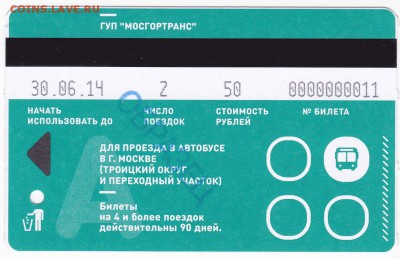 COINS.LAVE.RU
ГУП "МОСГОРТРАНС"
30.06.14 2 50 0000000011
НАЧАТЬ ИСПОЛЬЗОВАТЬ ДО
ЧИСЛО ПОЕЗДОК
СТОИМОСТЬ РУБЛЕЙ
№ БИЛЕТА
ДЛЯ ПРОЕЗДА В АВТОБУСЕ
В Г. МОСКВЕ
(ТРОИЦКИЙ ОКРУГ
И ПЕРЕХОДНЫЙ УЧАСТОК)
А
Билеты
на 4 и более поездок
действительны 90 дней.